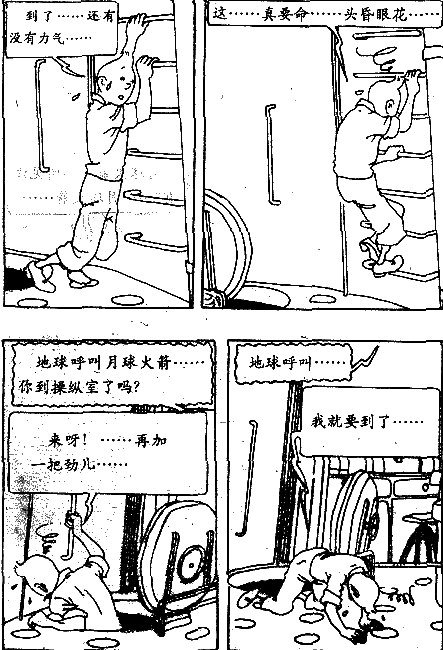 到了……还有
没有力气……
这……真要命……头昏眼花……
地球呼叫月球火箭……
你到操纵室了吗？
来呀！……再加
一把劲儿……
地球呼叫……
我就要到了……